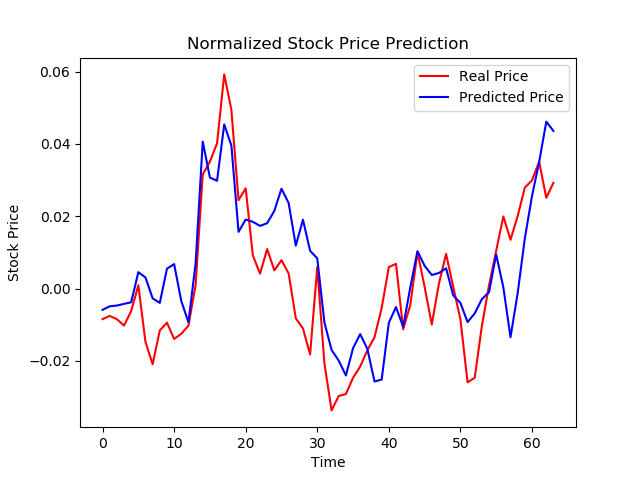 Normalized Stock Price Prediction
Real Price
Predicted Price
0.06
0.04
0.02
0.00
−0.02
Stock Price
0 10 20 30 40 50 60
Time